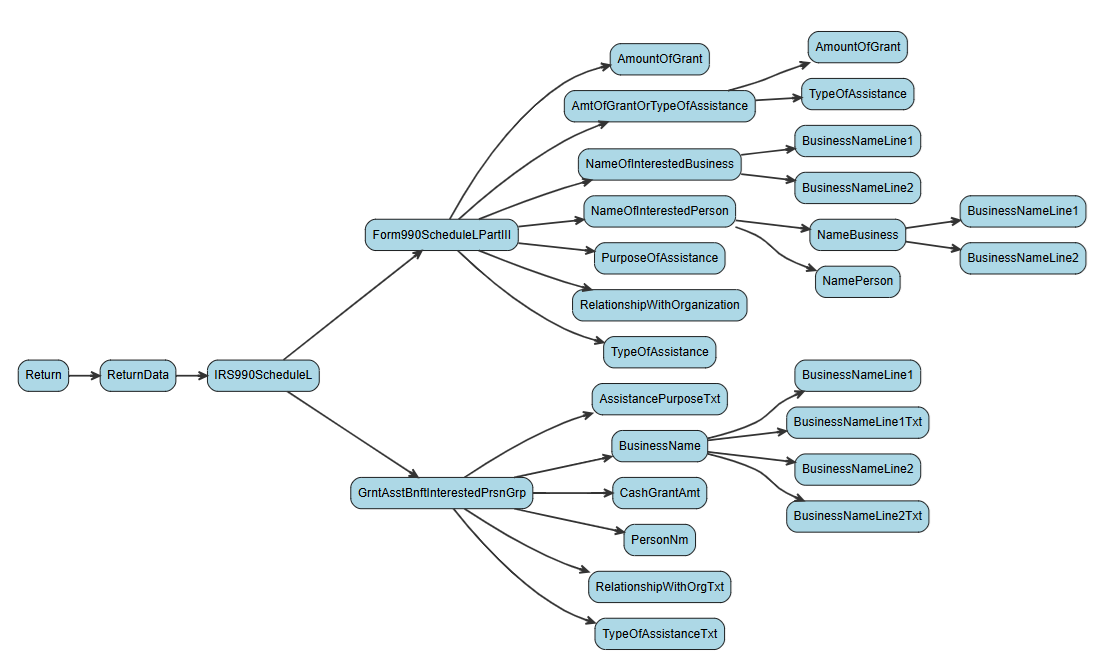 Return
ReturnData
IRS990ScheduleL
Form990ScheduleLPartIII
AmountOfGrant
AmtOfGrantOrTypeOfAssistance
AmountOfGrant
TypeOfAssistance
NameOfInterestedBusiness
BusinessNameLine1
BusinessNameLine2
NameOfInterestedPerson
NameBusiness
BusinessNameLine1
BusinessNameLine2
NamePerson
PurposeOfAssistance
RelationshipWithOrganization
TypeOfAssistance
GrntAsstBnftInterestedPrsnGrp
AssistancePurposeTxt
BusinessName
BusinessNameLine1
BusinessNameLine1Txt
BusinessNameLine2
BusinessNameLine2Txt
CashGrantAmt
PersonNm
RelationshipWithOrgTxt
TypeOfAssistanceTxt